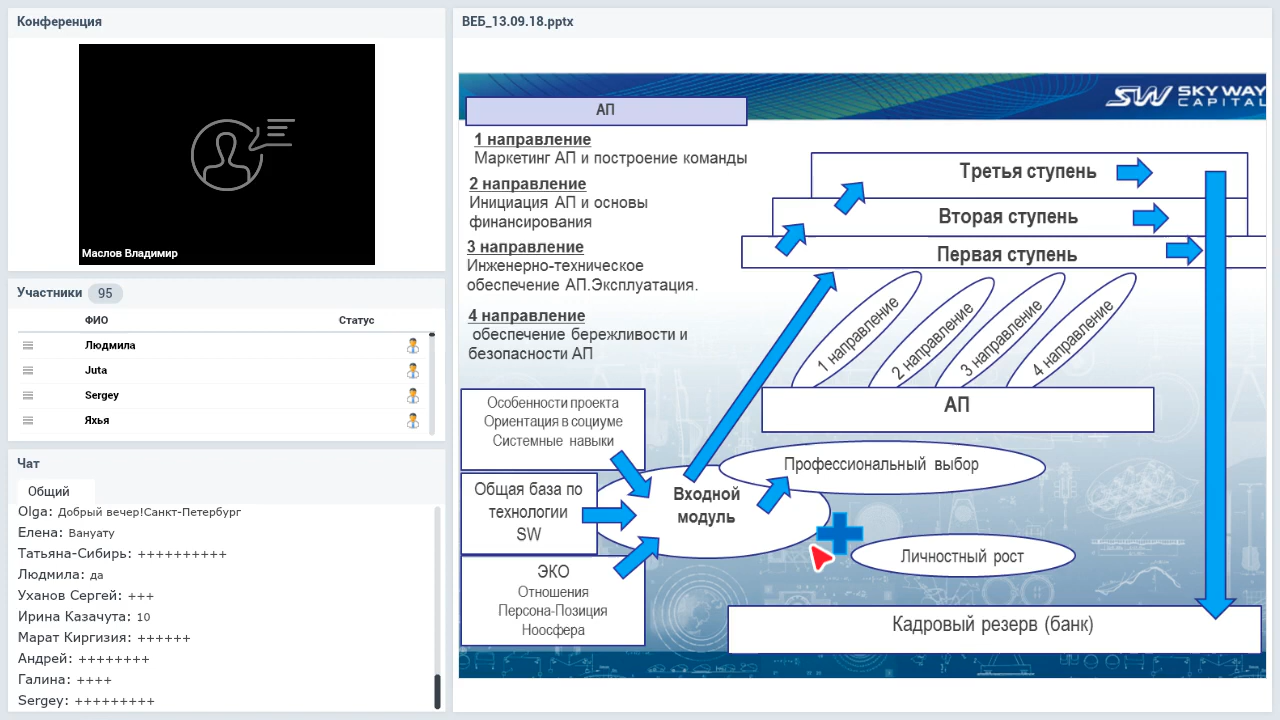 Конференция
Маслов Владимир
Участники 95
ФИО Статус
Людмила
Juta
Sergey
Яхья
Чат
Общий
Olga: Добрый вечер!Санкт-Петербург
Елена: Вануату
Татьяна-Сибирь: ++++++++++
Людмила: да
Уханов Сергей: +++
Ирина Казачута: 10
Марат Киргизия: ++++++
Андрей: ++++++++
Галина: ++++
Sergey: +++++++++
ВЕБ_13.09.18.pptx
SW SKY WAY
CAPITAL
АП
1 направление
Маркетинг АП и построение команды
2 направление
Инициация АП и основы
финансирования
3 направление
Инженерно-техническое
обеспечение АП.Эксплуатация.
4 направление
обеспечение бережливости и
безопасности АП
Третья ступень
Вторая ступень
Первая ступень
1 направление
2 направление
3 направление
4 направление
АП
Особенности проекта
Ориентация в социуме
Системные навыки
Общая база по
технологии
SW
ЭКО
Отношения
Персона-Позиция
Ноосфера
Входной
модуль
Профессиональный выбор
Личностный рост
Кадровый резерв (банк)